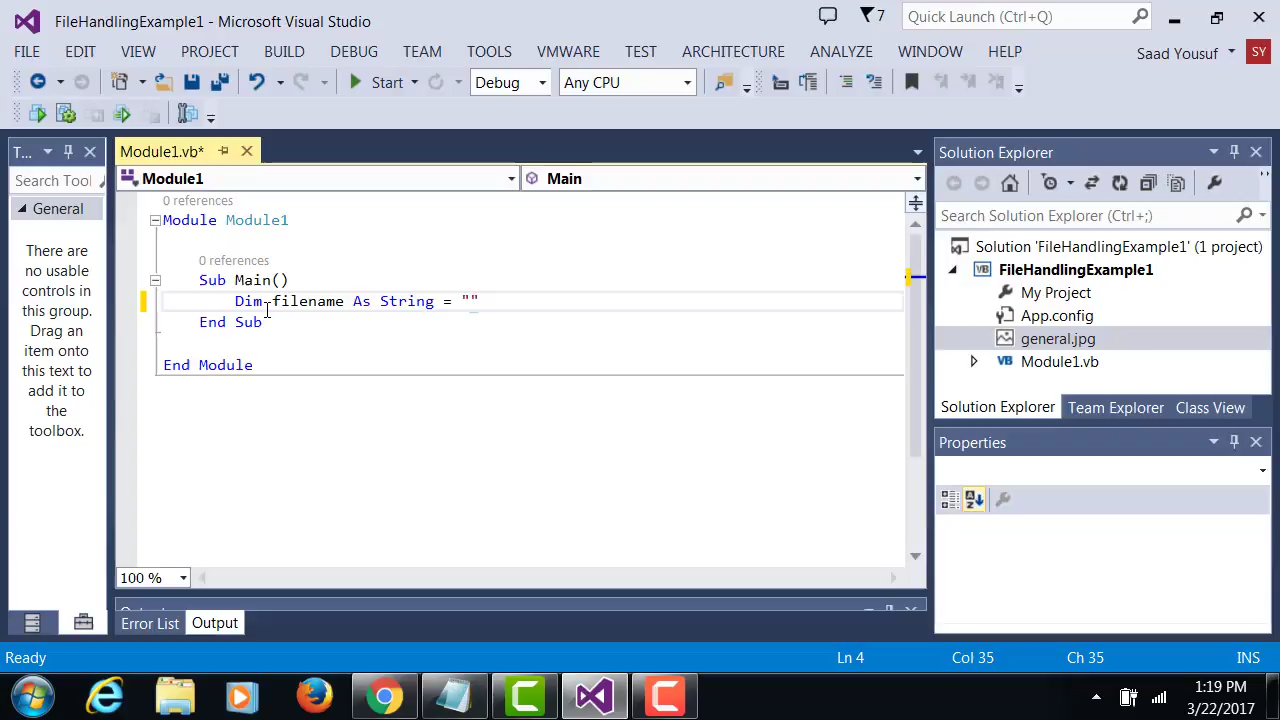 FileHandlingExample1 - Microsoft Visual Studio
7
Quick Launch (Ctrl+Q)
FILE EDIT VIEW PROJECT BUILD DEBUG TEAM TOOLS VMWARE TEST ARCHITECTURE ANALYZE WINDOW HELP
Saad Yousuf SY
Start Debug Any CPU
T...
Module1.vb*
Search Tool
General
There are
no usable
controls in
this group.
Drag an
item onto
this text to
add it to
the
toolbox.
Module1
Main
0 references
Module Module1
0 references
Sub Main()
Dim filename As String = ""
End Sub
End Module
100 %
Error List Output
Solution Explorer
Search Solution Explorer (Ctrl+;)
Solution 'FileHandlingExample1' (1 project)
VB FileHandlingExample1
My Project
App.config
general.jpg
VB Module1.vb
Solution Explorer Team Explorer Class View
Properties
Ready Ln 4 Col 35 Ch 35 INS
1:19 PM
3/22/2017